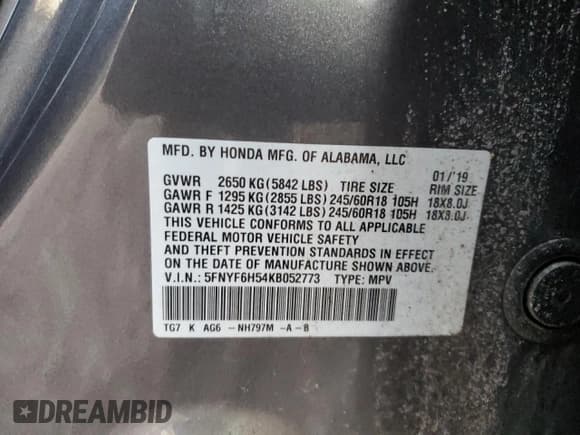 MFD. BY HONDA MFG. OF ALABAMA, LLC
01/'19
GVWR 2650 KG(5842 LBS) TIRE SIZE RIM SIZE
GAWR F 1295 KG(2855 LBS)245/60R18 105H 18X8.0J
GAWR R 1425 KG(3142 LBS)245/60R18 105H 18X8.0J
THIS VEHICLE CONFORMS TO ALL APPLICABLE
FEDERAL MOTOR VEHICLE SAFETY
AND THEFT PREVENTION STANDARDS IN EFFECT
ON THE DATE OF MANUFACTURE SHOWN ABOVE.
V.I.N.: 5FNYF6H54KB052773 TYPE: MPV
TG7 K AG6 - NH797M -A-B
DREAMBID